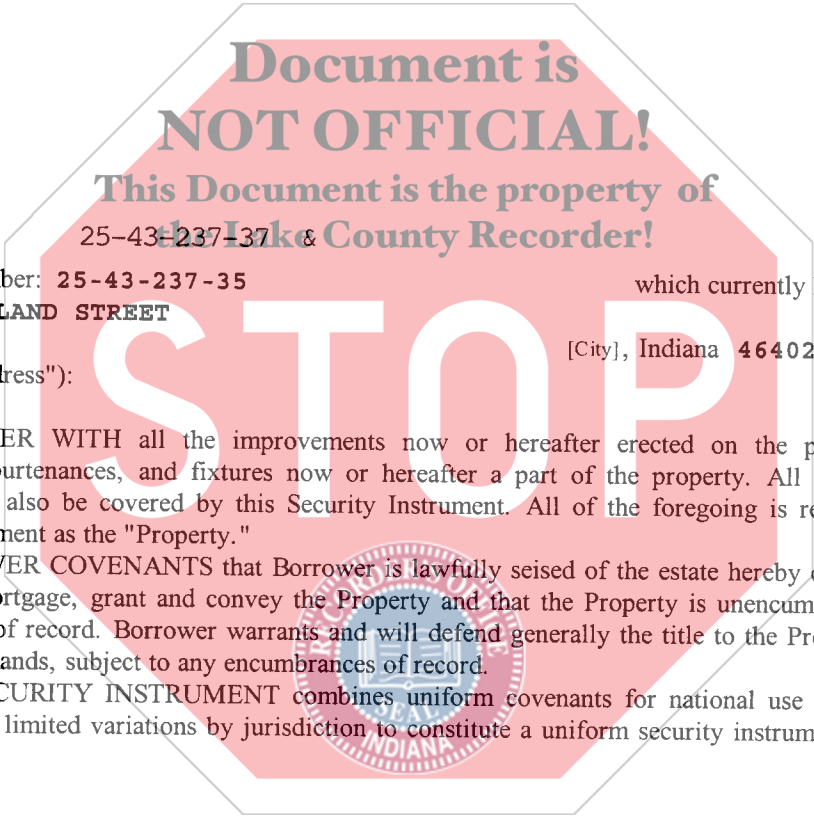 Document is
NOT OFFICIAL!
This Document is the property of
the Lake County Recorder!
25-43-237-37 &
ber: 25-43-237-35 which currently
LAND STREET
[City], Indiana 46402
dress"):
ER WITH all the improvements now or hereafter erected on the p
purtenances, and fixtures now or hereafter a part of the property. All
also be covered by this Security Instrument. All of the foregoing is re
ment as the "Property."
VER COVENANTS that Borrower is lawfully seised of the estate hereby
ortgage, grant and convey the Property and that the Property is unencum
of record. Borrower warrants and will defend generally the title to the Pro
ands, subject to any encumbrances of record.
CURITY INSTRUMENT combines uniform covenants for national use
limited variations by jurisdiction to constitute a uniform security instrum
STOP
RECORDER'S OFFICE
SEAL
INDIANA